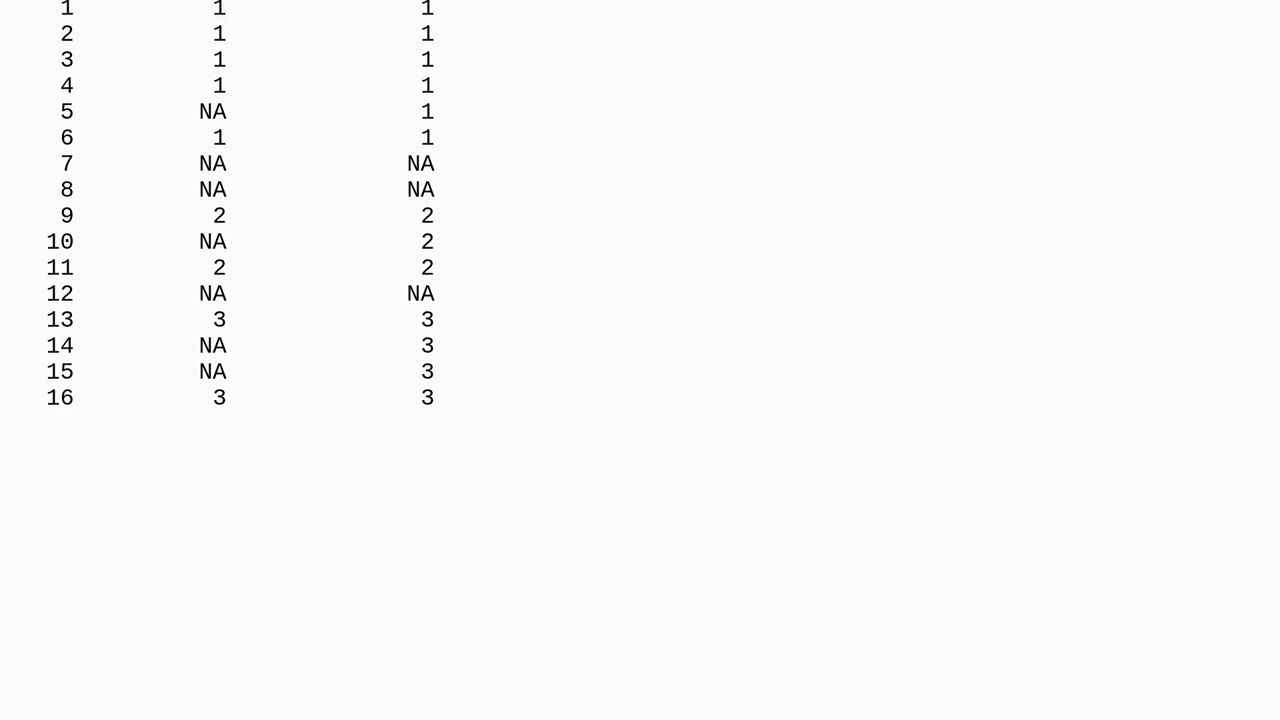 1 1 1
2 1 1
3 1 1
4 1 1
5 NA 1
6 1 1
7 NA NA
8 NA NA
9 2 2
10 NA 2
11 2 2
12 NA NA
13 3 3
14 NA 3
15 NA 3
16 3 3